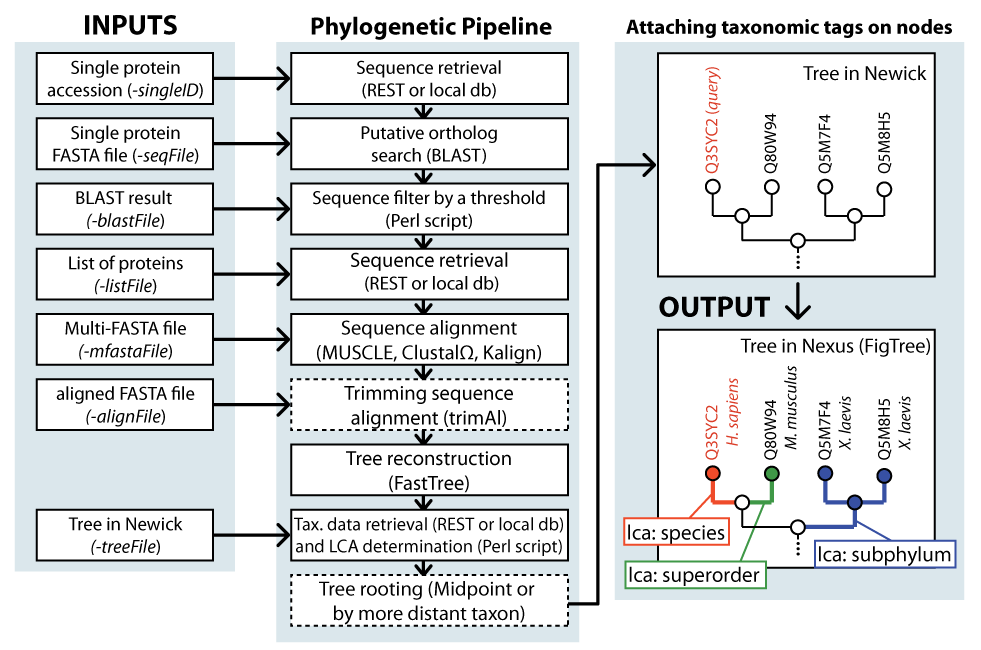 INPUTS
Single protein
accession (-singleID)
Single protein
FASTA file (-seqFile)
BLAST result
(-blastFile)
List of proteins
(-listFile)
Multi-FASTA file
(-mfastaFile)
aligned FASTA file
(-alignFile)
Tree in Newick
(-treeFile)
Phylogenetic Pipeline
Sequence retrieval
(REST or local db)
Putative ortholog
search (BLAST)
Sequence filter by a threshold
(Perl script)
Sequence retrieval
(REST or local db)
Sequence alignment
(MUSCLE, ClustalΩ, Kalign)
Trimming sequence
alignment (trimAl)
Tree reconstruction
(FastTree)
Tax. data retrieval (REST or local db)
and LCA determination (Perl script)
Tree rooting (Midpoint or
by more distant taxon)
Attaching taxonomic tags on nodes
Tree in Newick
Q3SYC2 (query)
Q80W94
Q5M7F4
Q5M8H5
OUTPUT
Tree in Nexus (FigTree)
Q3SYC2
H. sapiens
Q80W94
M. musculus
Q5M7F4
X. laevis
Q5M8H5
X. laevis
lca: species
lca: subphylum
lca: superorder